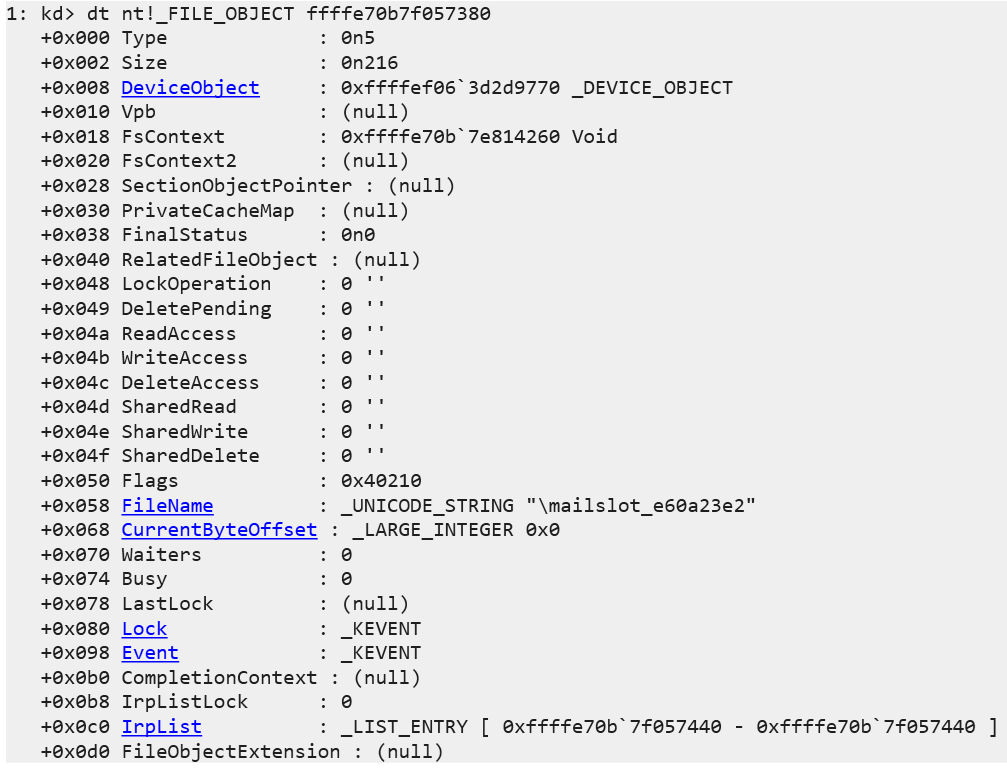 1: kd> dt nt!_FILE_OBJECT ffffe70b7f057380
   +0x000 Type             : 0n5
   +0x002 Size             : 0n216
   +0x008 DeviceObject     : 0xffffef06`3d2d9770 _DEVICE_OBJECT
   +0x010 Vpb              : (null)
   +0x018 FsContext        : 0xffffe70b`7e814260 Void
   +0x020 FsContext2       : (null)
   +0x028 SectionObjectPointer : (null)
   +0x030 PrivateCacheMap  : (null)
   +0x038 FinalStatus      : 0n0
   +0x040 RelatedFileObject : (null)
   +0x048 LockOperation    : 0 ''
   +0x049 DeletePending    : 0 ''
   +0x04a ReadAccess       : 0 ''
   +0x04b WriteAccess      : 0 ''
   +0x04c DeleteAccess     : 0 ''
   +0x04d SharedRead       : 0 ''
   +0x04e SharedWrite      : 0 ''
   +0x04f SharedDelete     : 0 ''
   +0x050 Flags            : 0x40210
   +0x058 FileName         : _UNICODE_STRING "\mailslot_e60a23e2"
   +0x068 CurrentByteOffset : _LARGE_INTEGER 0x0
   +0x070 Waiters          : 0
   +0x074 Busy             : 0
   +0x078 LastLock         : (null)
   +0x080 Lock             : _KEVENT
   +0x098 Event            : _KEVENT
   +0x0b0 CompletionContext : (null)
   +0x0b8 IrpListLock      : 0
   +0x0c0 IrpList          : _LIST_ENTRY [ 0xffffe70b`7f057440 - 0xffffe70b`7f057440 ]
   +0x0d0 FileObjectExtension : (null)